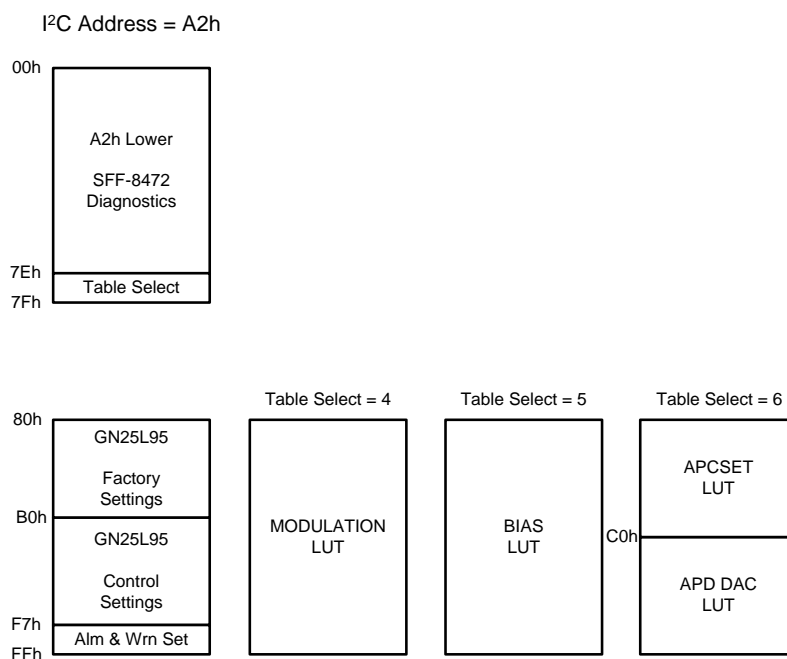 I²C Address = A2h
00h
A2h Lower
SFF-8472
Diagnostics
7Eh
Table Select
7Fh
Table Select = 4
Table Select = 5
Table Select = 6
80h
GN25L95
Factory
Settings
B0h
GN25L95
Control
Settings
F7h
Alm & Wrn Set
FFh
MODULATION
LUT
BIAS
LUT
APCSET
LUT
C0h
APD DAC
LUT